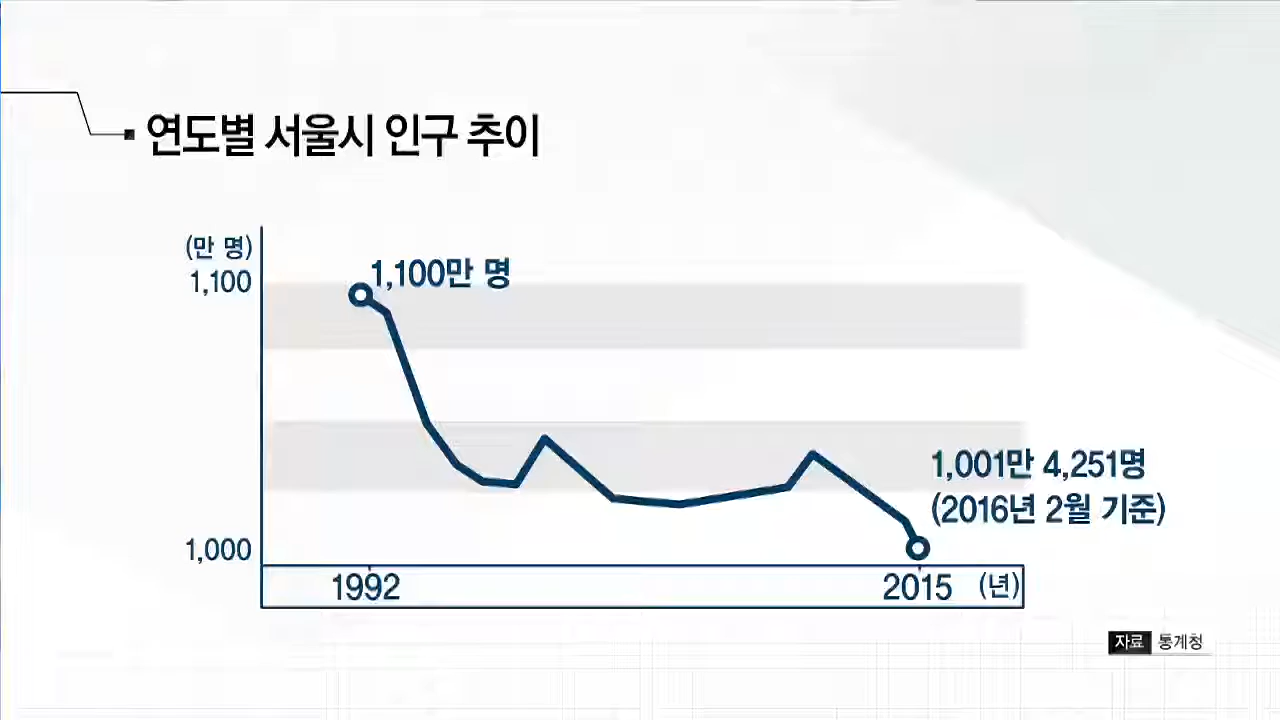 연도별 서울시 인구 추이
(만 명)
1,100
1,100만 명
1,001만 4,251명
(2016년 2월 기준)
1,000
1992 2015 (년)
자료 통계청